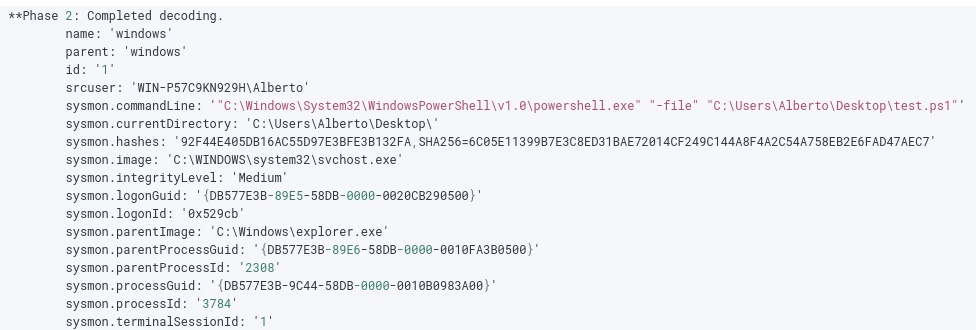 **Phase 2: Completed decoding.
name: 'windows'
parent: 'windows'
id: '1'
srcuser: 'WIN-P57C9KN929H\Alberto'
sysmon.commandLine: '"C:\Windows\System32\WindowsPowerShell\v1.0\powershell.exe" "-file" "C:\Users\Alberto\Desktop\test.ps1"'
sysmon.currentDirectory: 'C:\Users\Alberto\Desktop\'
sysmon.hashes: '92F44E405DB16AC55D97E3BFE3B132FA,SHA256=6C05E11399B7E3C8ED31BAE72014CF249C144A8F4A2C54A758EB2E6FAD47AEC7'
sysmon.image: 'C:\WINDOWS\system32\svchost.exe'
sysmon.integrityLevel: 'Medium'
sysmon.logonGuid: '{DB577E3B-89E5-58DB-0000-0020CB290500}'
sysmon.logonId: '0x529cb'
sysmon.parentImage: 'C:\Windows\explorer.exe'
sysmon.parentProcessGuid: '{DB577E3B-89E6-58DB-0000-0010FA3B0500}'
sysmon.parentProcessId: '2308'
sysmon.processGuid: '{DB577E3B-9C44-58DB-0000-0010B0983A00}'
sysmon.processId: '3784'
sysmon.terminalSessionId: '1'